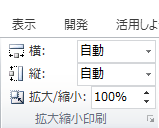 表示 開発 活用しよ
横: 自動
縦: 自動
拡大/縮小: 100%
拡大縮小印刷